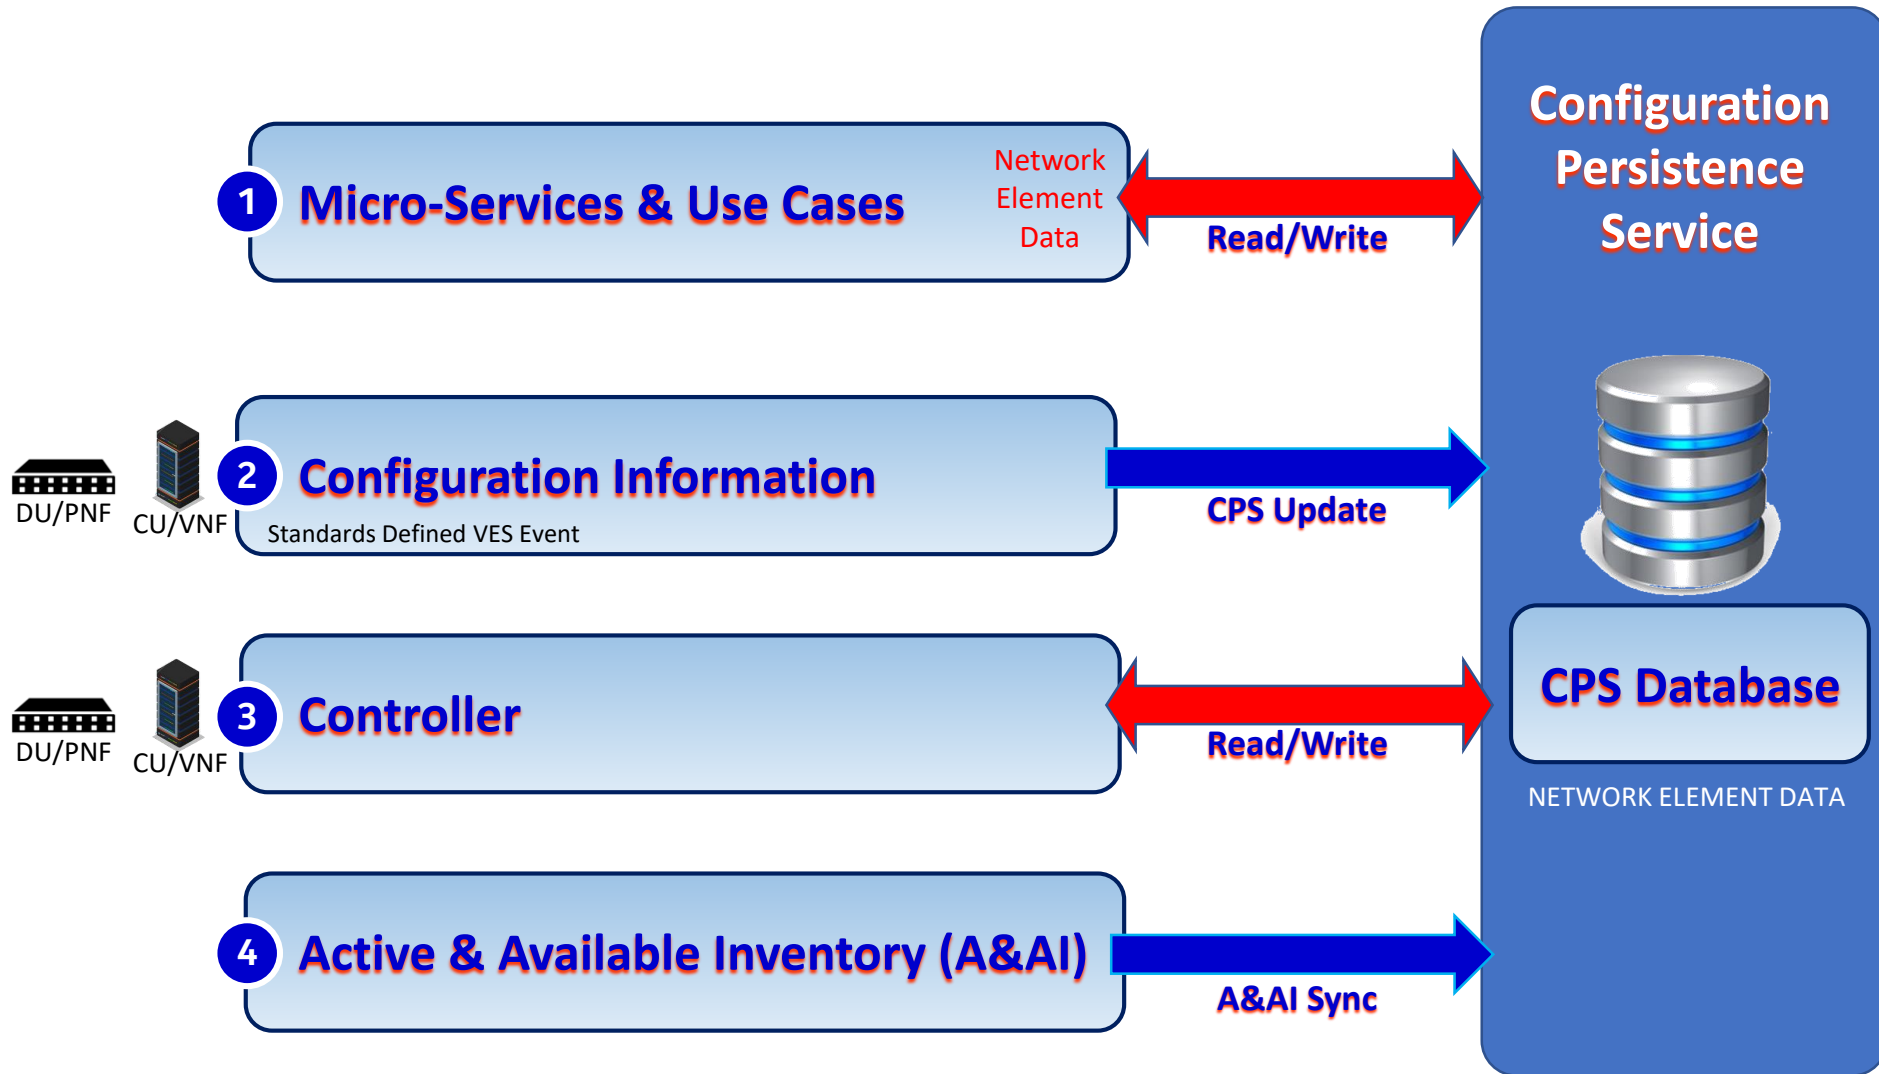 Configuration
Persistence
Service
1
Micro-Services & Use Cases
Network
Element
Data
Read/Write
DU/PNF
CU/VNF
2
Configuration Information
Standards Defined VES Event
CPS Update
DU/PNF
CU/VNF
3
Controller
Read/Write
CPS Database
NETWORK ELEMENT DATA
4
Active & Available Inventory (A&AI)
A&AI Sync